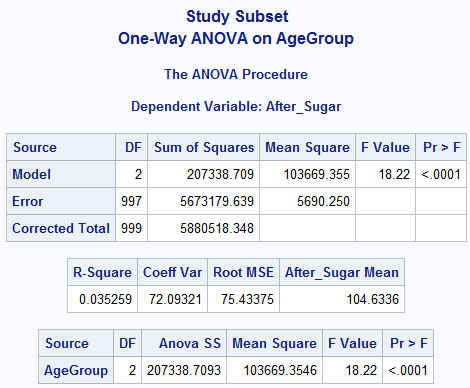 Study Subset
One-Way ANOVA on AgeGroup
The ANOVA Procedure
Dependent Variable: After_Sugar
Source DF Sum of Squares Mean Square F Value Pr > F
Model 2 207338.709 103669.355 18.22 <.0001
Error 997 5673179.639 5690.250
Corrected Total 999 5880518.348
R-Square Coeff Var Root MSE After_Sugar Mean
0.035259 72.09321 75.43375 104.6336
Source DF Anova SS Mean Square F Value Pr > F
AgeGroup 2 207338.7093 103669.3546 18.22 <.0001